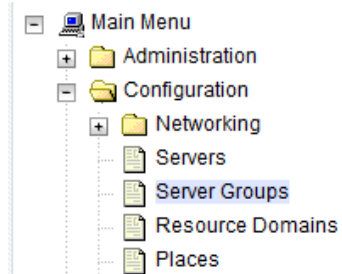 Main Menu
Administration
Configuration
Networking
Servers
Server Groups
Resource Domains
Places